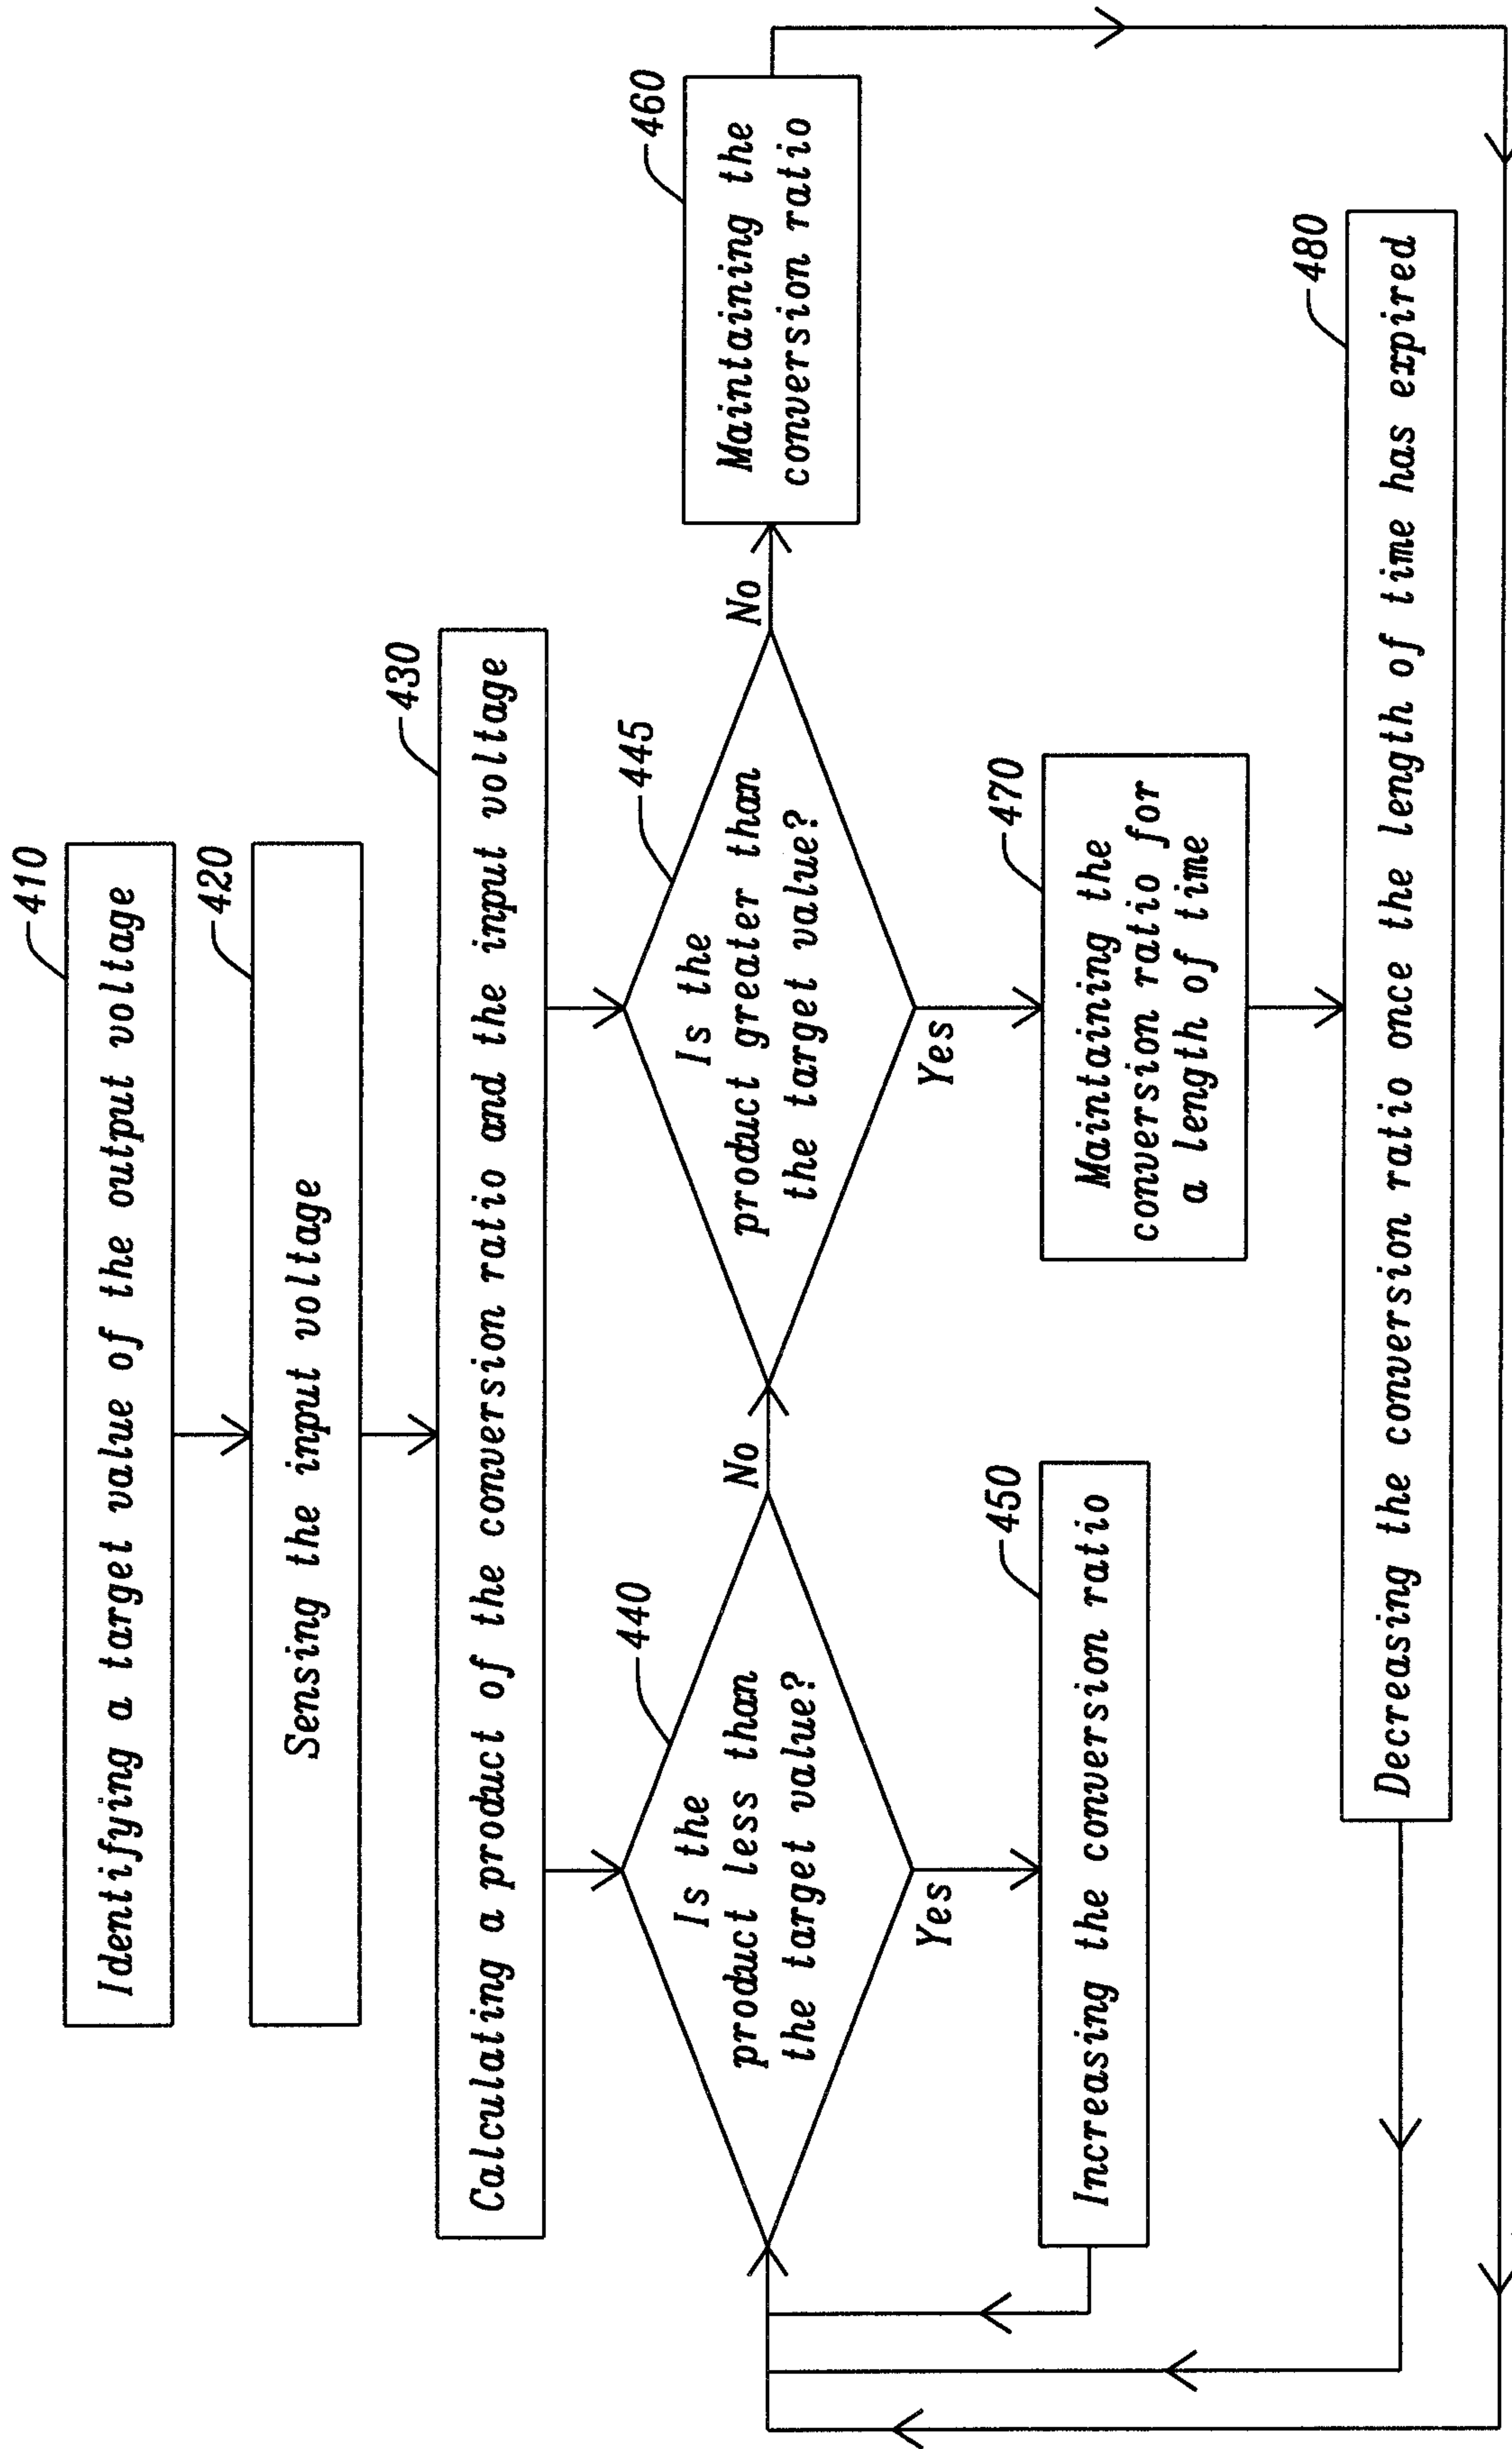 410
Identifying a target value of the output voltage
420
Sensing the input voltage
430
Calculating a product of the conversion ratio and the input voltage
440
Is the
product less than
the target value?
No
445
Is the
product greater than
the target value?
No
460
Maintaining the
conversion ratio
Yes
450
Increasing the conversion ratio
Yes
470
Maintaining the
conversion ratio for
a length of time
480
Decreasing the conversion ratio once the length of time has expired